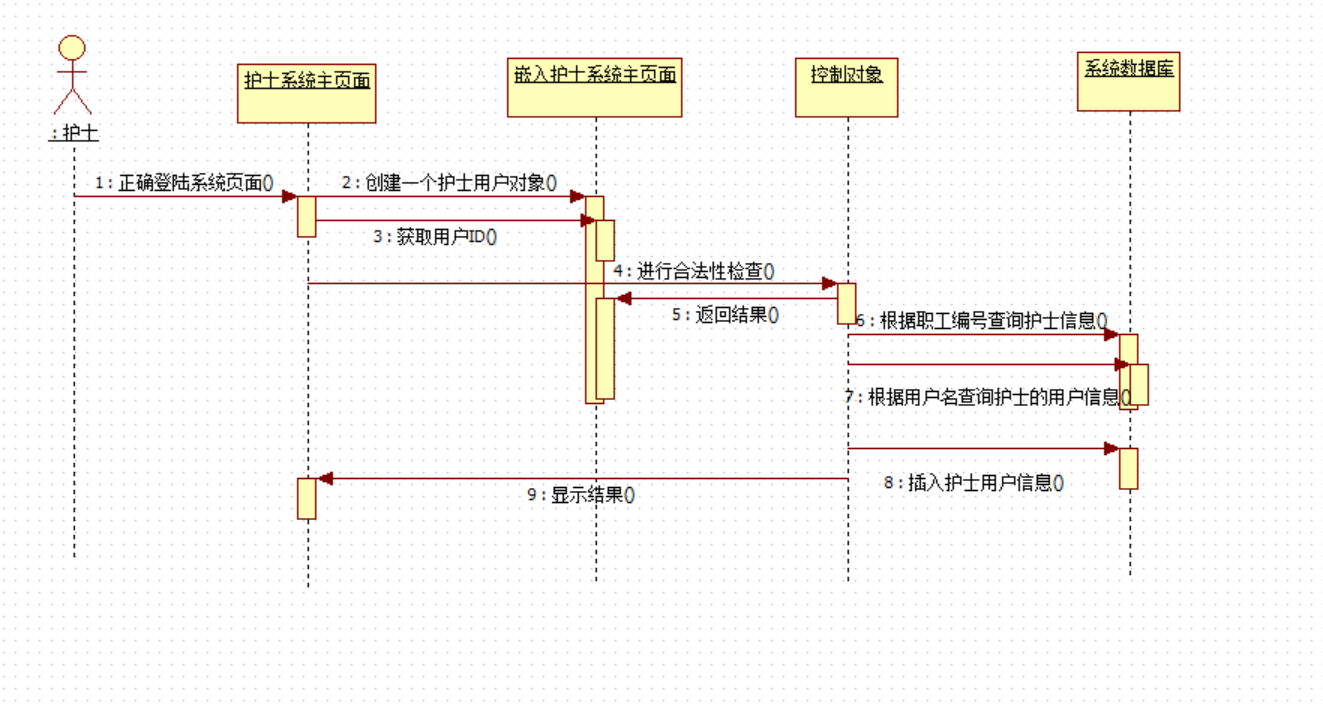 护士系统主页面
嵌入护士系统主页面
控制对象
系统数据库
:护士
1:正确登陆系统页面()
2:创建一个护士用户对象()
3:获取用户ID()
4:进行合法性检查()
5:返回结果()
6:根据职工编号查询护士信息()
7:根据用户名查询护士的用户信息()
8:插入护士用户信息()
9:显示结果()